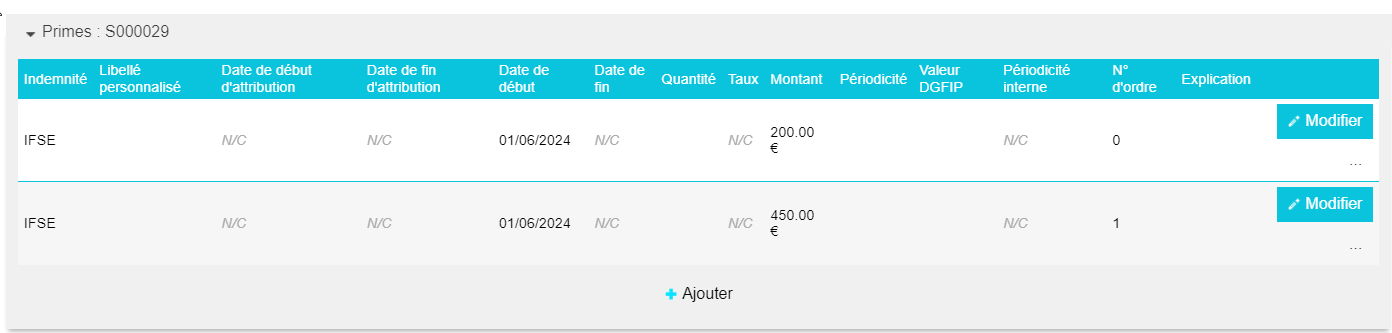 Primes : S000029
Indemnité Libellé personnalisé Date de début d'attribution Date de fin d'attribution Date de début Date de fin Quantité Taux Montant Périodicité Valeur DGFIP Périodicité interne N° d'ordre Explication
IFSE N/C N/C 01/06/2024 N/C N/C 200.00 € N/C 0 Modifier
...
IFSE N/C N/C 01/06/2024 N/C N/C 450.00 € N/C 1 Modifier
...
Ajouter